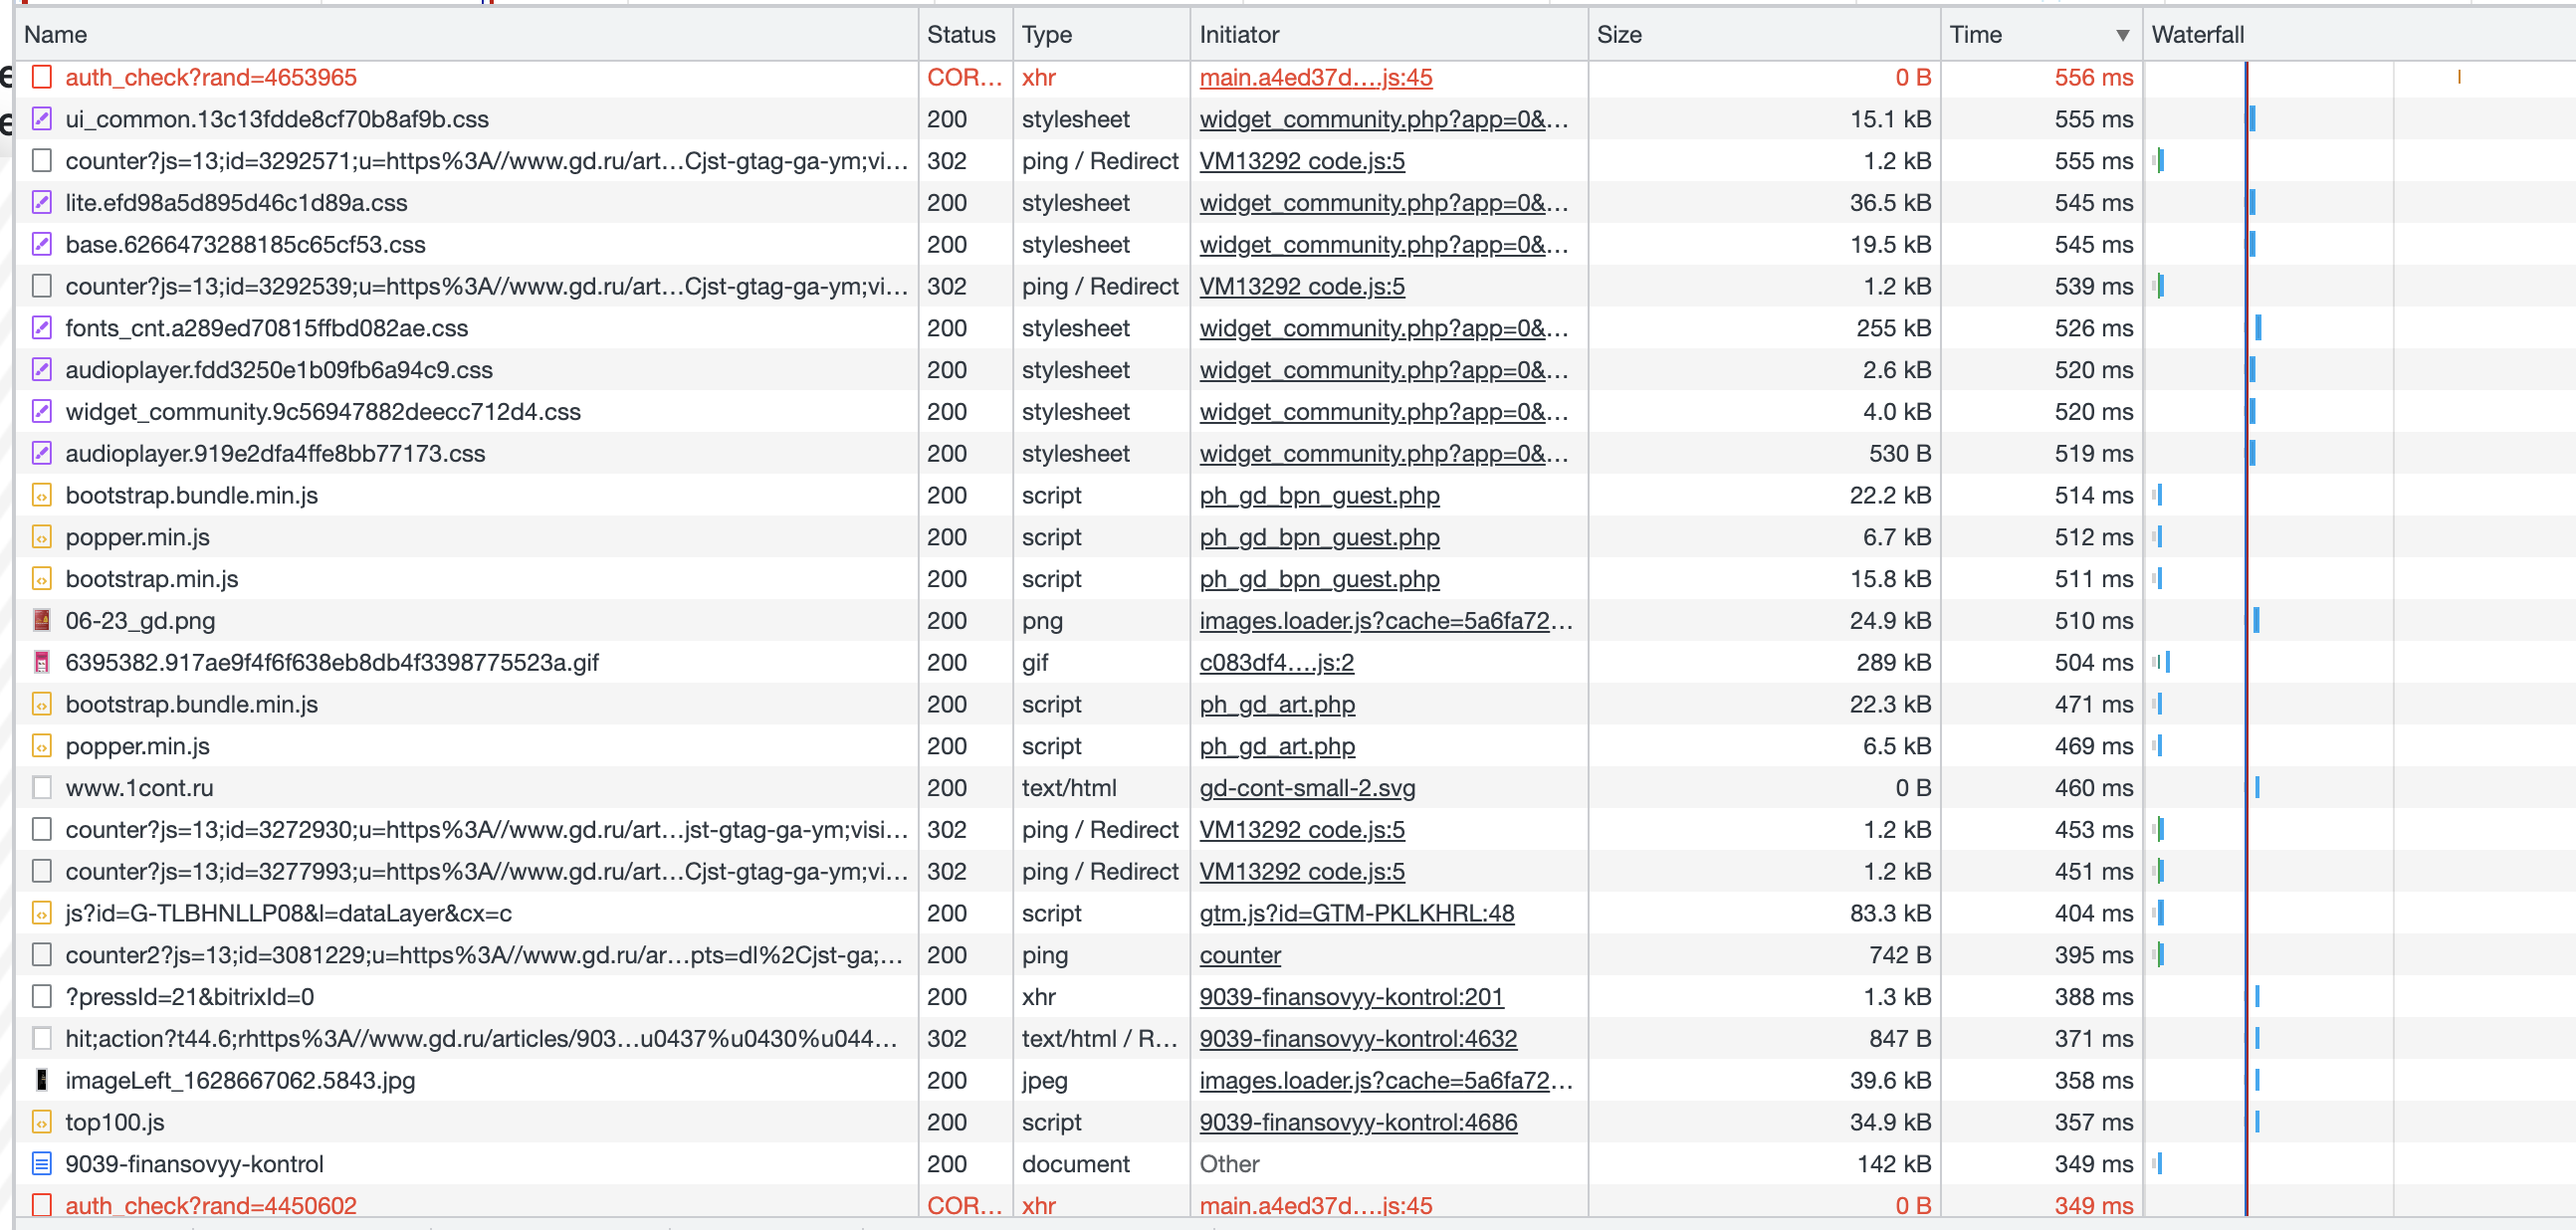 Name Status Type Initiator Size Time Waterfall
auth_check?rand=4653965 COR... xhr main.a4ed37d....js:45 0 B 556 ms
ui_common.13c13fdde8cf70b8af9b.css 200 stylesheet widget_community.php?app=0&... 15.1 kB 555 ms
counter?js=13;id=3292571;u=https%3A//www.gd.ru/art...Cjst-gtag-ga-ym;vi... 302 ping / Redirect VM13292 code.js:5 1.2 kB 555 ms
lite.efd98a5d895d46c1d89a.css 200 stylesheet widget_community.php?app=0&... 36.5 kB 545 ms
base.6266473288185c65cf53.css 200 stylesheet widget_community.php?app=0&... 19.5 kB 545 ms
counter?js=13;id=3292539;u=https%3A//www.gd.ru/art...Cjst-gtag-ga-ym;vi... 302 ping / Redirect VM13292 code.js:5 1.2 kB 539 ms
fonts_cnt.a289ed70815ffbd082ae.css 200 stylesheet widget_community.php?app=0&... 255 kB 526 ms
audioplayer.fdd3250e1b09fb6a94c9.css 200 stylesheet widget_community.php?app=0&... 2.6 kB 520 ms
widget_community.9c56947882deecc712d4.css 200 stylesheet widget_community.php?app=0&... 4.0 kB 520 ms
audioplayer.919e2dfa4ffe8bb77173.css 200 stylesheet widget_community.php?app=0&... 530 B 519 ms
bootstrap.bundle.min.js 200 script ph_gd_bpn_guest.php 22.2 kB 514 ms
popper.min.js 200 script ph_gd_bpn_guest.php 6.7 kB 512 ms
bootstrap.min.js 200 script ph_gd_bpn_guest.php 15.8 kB 511 ms
06-23_gd.png 200 png images.loader.js?cache=5a6fa72... 24.9 kB 510 ms
6395382.917ae9f4f6f638eb8db4f3398775523a.gif 200 gif c083df4....js:2 289 kB 504 ms
bootstrap.bundle.min.js 200 script ph_gd_art.php 22.3 kB 471 ms
popper.min.js 200 script ph_gd_art.php 6.5 kB 469 ms
www.1cont.ru 200 text/html gd-cont-small-2.svg 0 B 460 ms
counter?js=13;id=3272930;u=https%3A//www.gd.ru/art...jst-gtag-ga-ym;visi... 302 ping / Redirect VM13292 code.js:5 1.2 kB 453 ms
counter?js=13;id=3277993;u=https%3A//www.gd.ru/art...Cjst-gtag-ga-ym;vi... 302 ping / Redirect VM13292 code.js:5 1.2 kB 451 ms
js?id=G-TLBHNLLP08&l=dataLayer&cx=c 200 script gtm.js?id=GTM-PKLKHRL:48 83.3 kB 404 ms
counter2?js=13;id=3081229;u=https%3A//www.gd.ru/ar...pts=dl%2Cjst-ga;... 200 ping counter 742 B 395 ms
?pressId=21&bitrixId=0 200 xhr 9039-finansovyy-kontrol:201 1.3 kB 388 ms
hit;action?t44.6;rhttps%3A//www.gd.ru/articles/903...u0437%u0430%u044... 302 text/html / R... 9039-finansovyy-kontrol:4632 847 B 371 ms
imageLeft_1628667062.5843.jpg 200 jpeg images.loader.js?cache=5a6fa72... 39.6 kB 358 ms
top100.js 200 script 9039-finansovyy-kontrol:4686 34.9 kB 357 ms
9039-finansovyy-kontrol 200 document Other 142 kB 349 ms
auth_check?rand=4450602 COR... xhr main.a4ed37d....js:45 0 B 349 ms